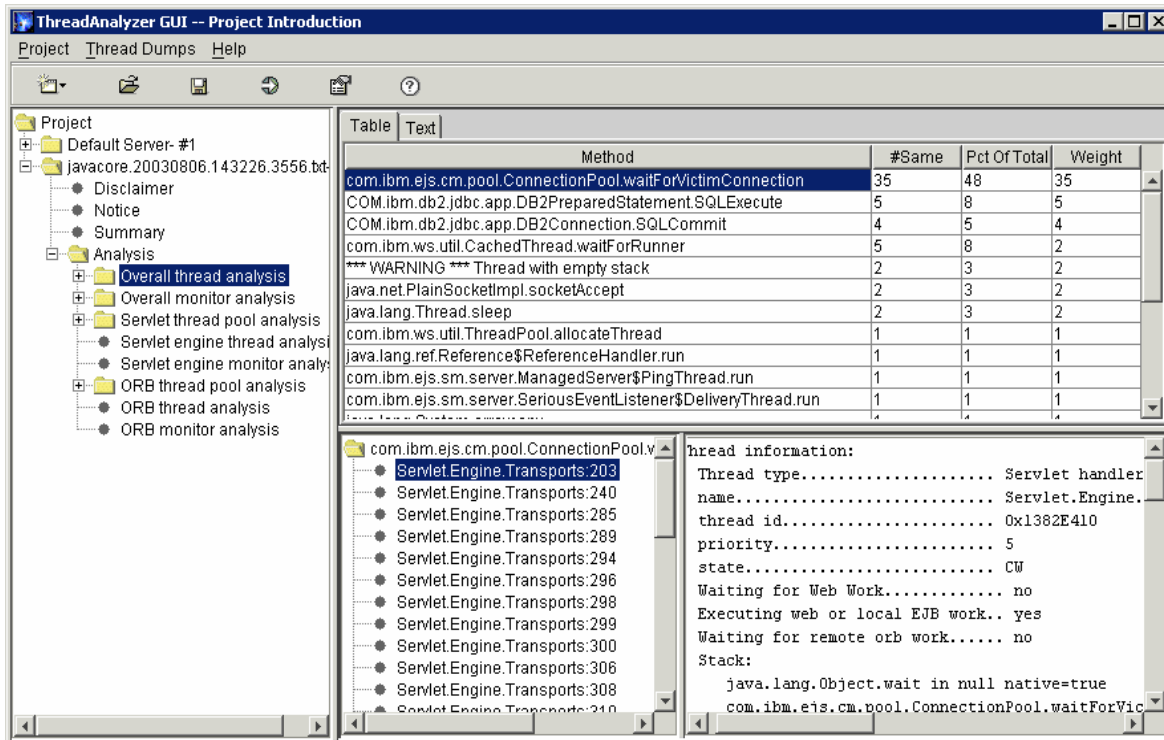 ThreadAnalyzer GUI -- Project Introduction
Project Thread Dumps Help
Project
Default Server- #1
javacore.20030806.143226.3556.txt-
Disclaimer
Notice
Summary
Analysis
Overall thread analysis
Overall monitor analysis
Servlet thread pool analysis
Servlet engine thread analysi
Servlet engine monitor analy
ORB thread pool analysis
ORB thread analysis
ORB monitor analysis
Table Text
Method #Same Pct Of Total Weight
com.ibm.ejs.cm.pool.ConnectionPool.waitForVictimConnection 35 48 35
COM.ibm.db2.jdbc.app.DB2PreparedStatement.SQLExecute 5 8 5
COM.ibm.db2.jdbc.app.DB2Connection.SQLCommit 4 5 4
com.ibm.ws.util.CachedThread.waitForRunner 5 8 2
*** WARNING *** Thread with empty stack 2 3 2
java.net.PlainSocketImpl.socketAccept 2 3 2
java.lang.Thread.sleep 2 3 2
com.ibm.ws.util.ThreadPool.allocateThread 1 1 1
java.lang.ref.Reference$ReferenceHandler.run 1 1 1
com.ibm.ejs.sm.server.ManagedServer$PingThread.run 1 1 1
com.ibm.ejs.sm.server.SeriousEventListener$DeliveryThread.run 1 1 1
com.ibm.ejs.cm.pool.ConnectionPool.v
Servlet.Engine.Transports:203
Servlet.Engine.Transports:240
Servlet.Engine.Transports:285
Servlet.Engine.Transports:289
Servlet.Engine.Transports:294
Servlet.Engine.Transports:296
Servlet.Engine.Transports:298
Servlet.Engine.Transports:299
Servlet.Engine.Transports:300
Servlet.Engine.Transports:306
Servlet.Engine.Transports:308
Servlet.Engine.Transports:310
hread information:
Thread type...................... Servlet handler
name............................. Servlet.Engine.
thread id........................ 0x1382E410
priority......................... 5
state............................ CW
Waiting for Web Work............. no
Executing web or local EJB work.. yes
Waiting for remote orb work...... no
Stack:
java.lang.Object.wait in null native=true
com.ibm.ejs.cm.pool.ConnectionPool.waitForVic